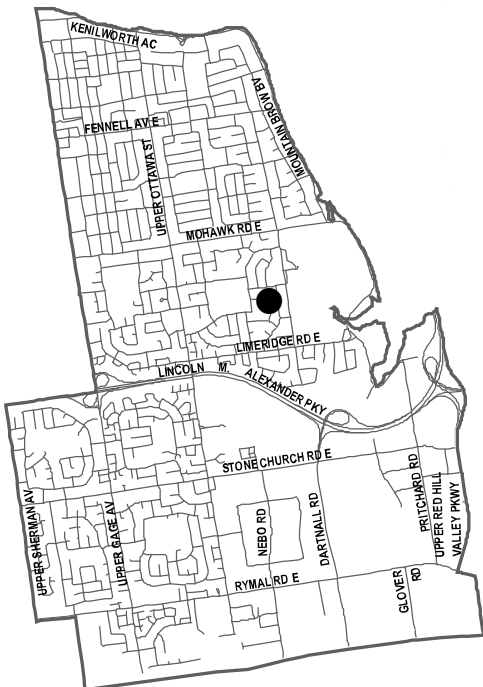 KENILWORTH AC
MOUNTAIN BROW BV
FENNELL AV E
UPPER OTTAWA ST
MOHAWK RD E
LIMERIDGE RD E
LINCOLN M. ALEXANDER PKY
STONE CHURCH RD E
UPPER SHERMAN AV
UPPER GAGE AV
NEBO RD
DARTNALL RD
PRITCHARD RD
UPPER RED HILL
VALLEY PKWY
RYMAL RD E
GLOVER
RD